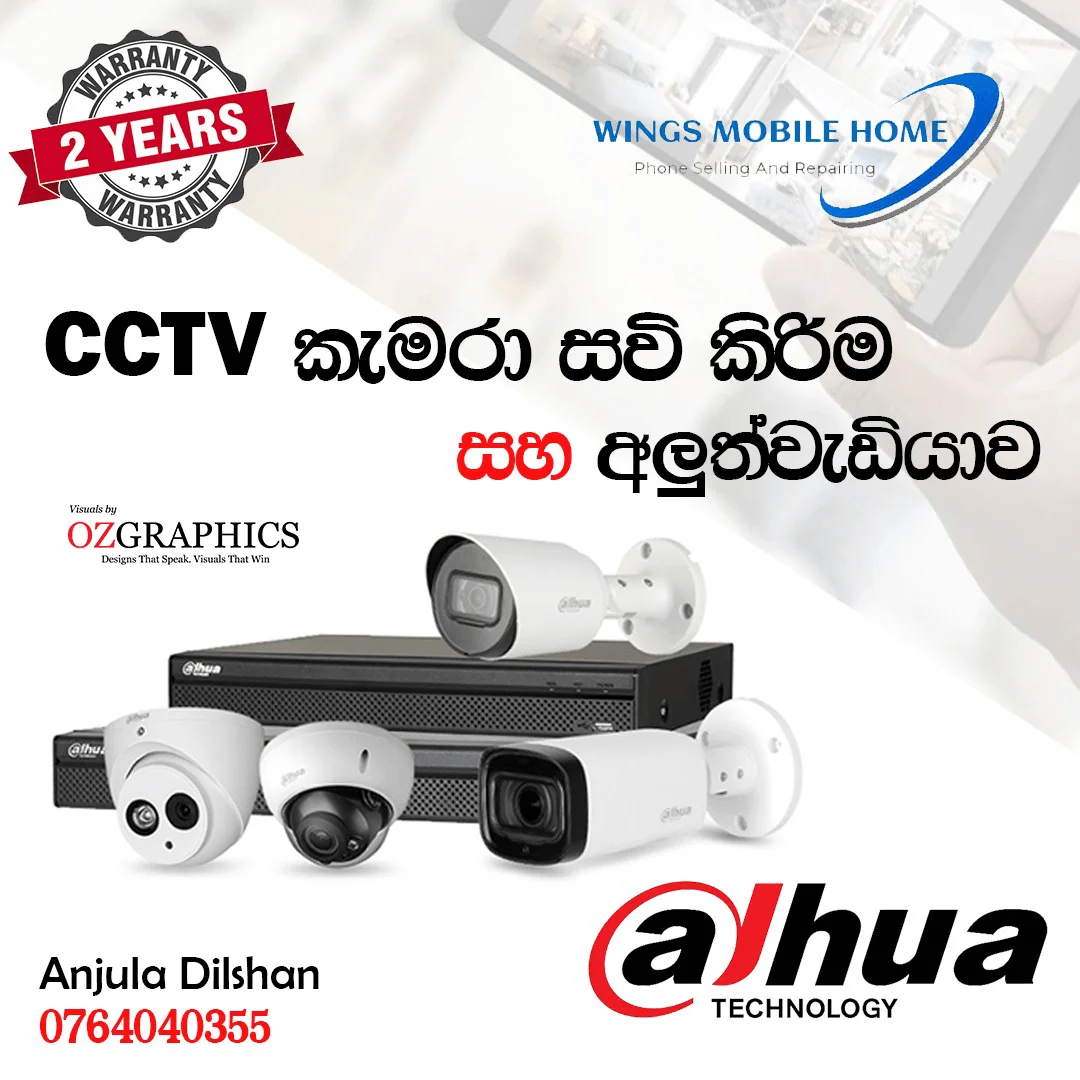 WARRANTY
2 YEARS
WARRANTY
WINGS MOBILE HOME
Phone Selling And Repairing
CCTV කැමරා සවි කිරිම
සහ අලුත්වැඩියාව
Visuals by
OZGRAPHICS
Designs That Speak. Visuals That Win
alhua
alhua
alhua
alhua
alhua
alhua
alhua
TECHNOLOGY
Anjula Dilshan
0764040355